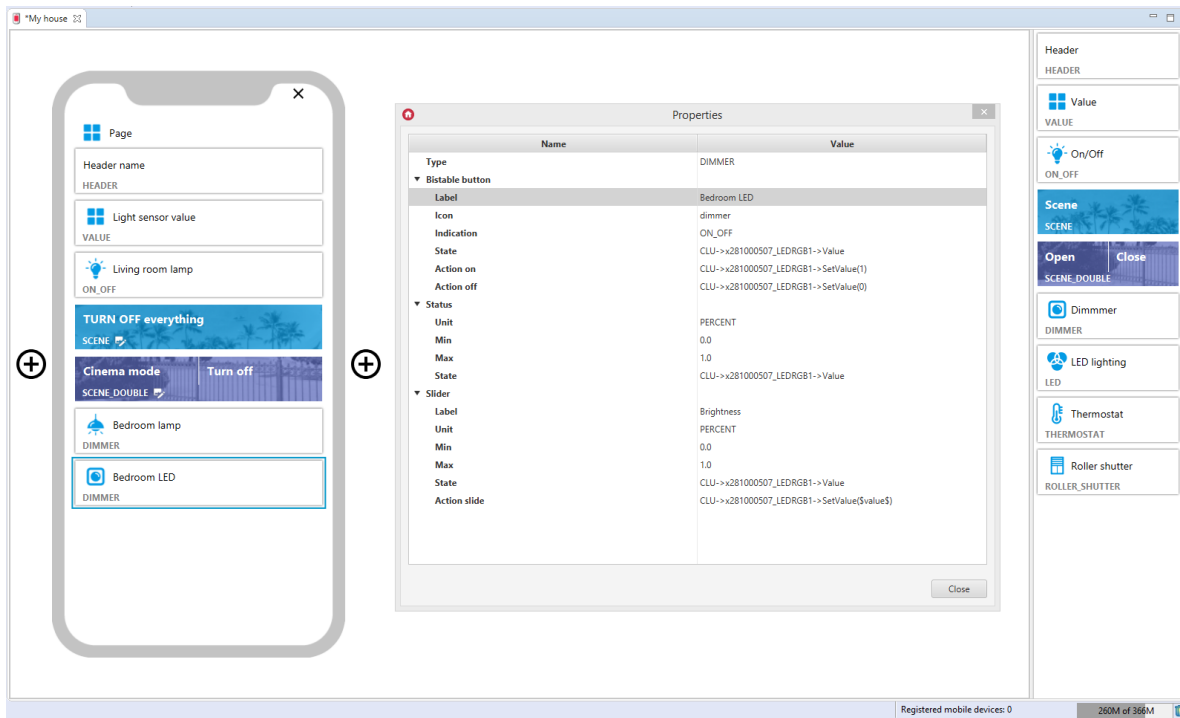 *My house
Page
Header name
HEADER
Light sensor value
VALUE
Living room lamp
ON_OFF
TURN OFF everything
SCENE
Cinema mode Turn off
SCENE_DOUBLE
Bedroom lamp
DIMMER
Bedroom LED
DIMMER
Properties
Name Value
Type DIMMER
Bistable button
Label Bedroom LED
Icon dimmer
Indication ON_OFF
State CLU->x281000507_LEDRGB1->Value
Action on CLU->x281000507_LEDRGB1->SetValue(1)
Action off CLU->x281000507_LEDRGB1->SetValue(0)
Status
Unit PERCENT
Min 0.0
Max 1.0
State CLU->x281000507_LEDRGB1->Value
Slider
Label Brightness
Unit PERCENT
Min 0.0
Max 1.0
State CLU->x281000507_LEDRGB1->Value
Action slide CLU->x281000507_LEDRGB1->SetValue($value$)
Close
Header
HEADER
Value
VALUE
On/Off
ON_OFF
Scene
SCENE
Open Close
SCENE_DOUBLE
Dimmmer
DIMMER
LED lighting
LED
Thermostat
THERMOSTAT
Roller shutter
ROLLER_SHUTTER
Registered mobile devices: 0
260M of 366M